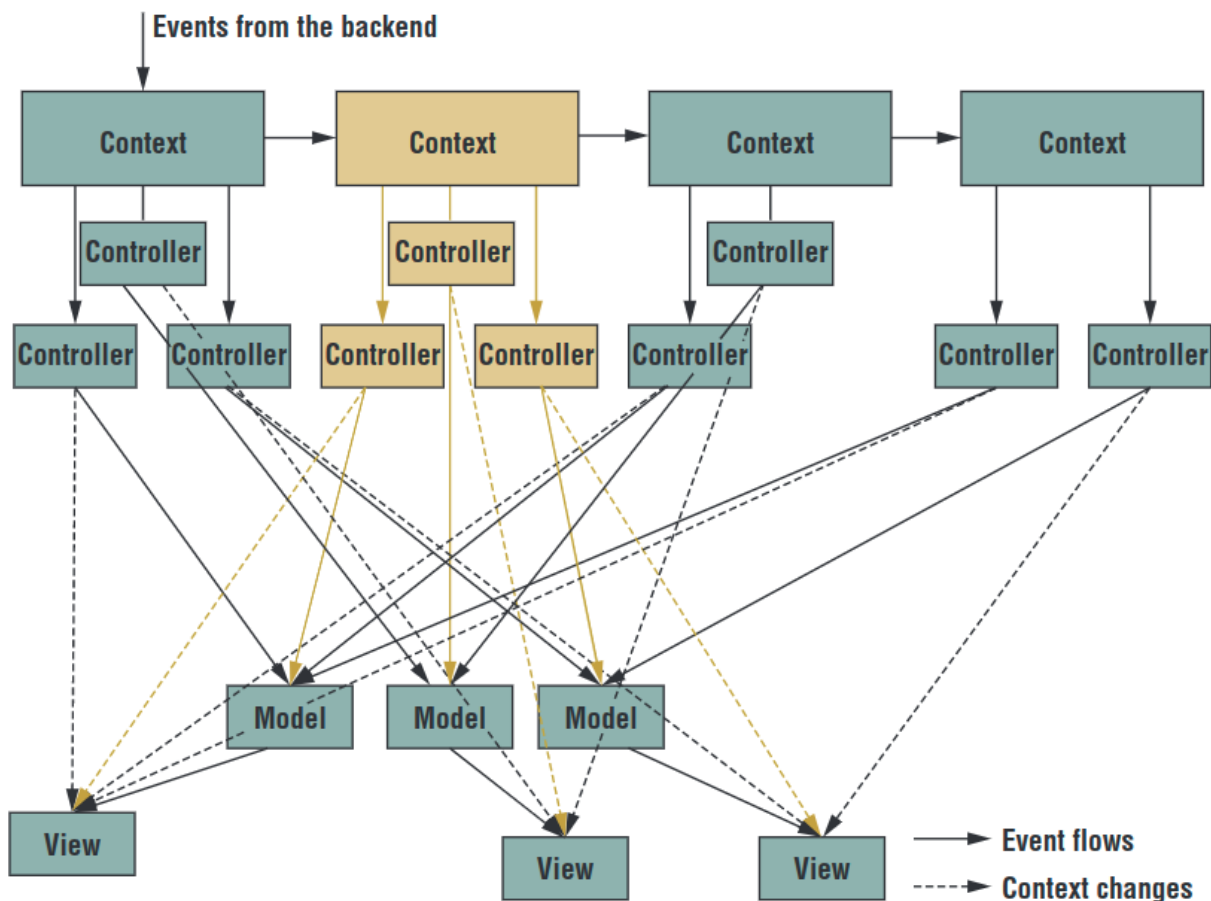 Events from the backend
Context
Context
Context
Context
Controller
Controller
Controller
Controller
Controller
Controller
Controller
Controller
Controller
Controller
Model
Model
Model
View
View
View
Event flows
Context changes